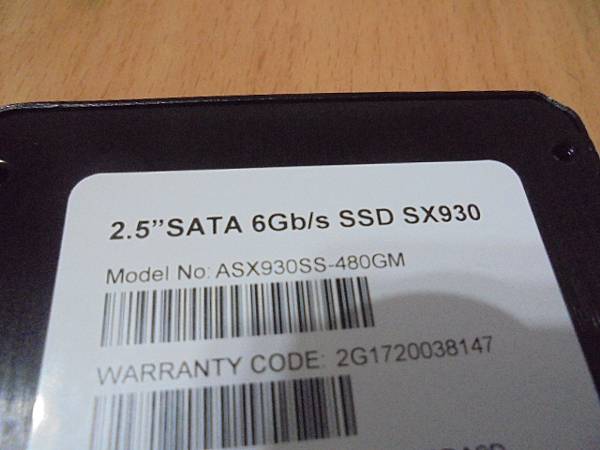 2.5”SATA 6Gb/s SSD SX930
Model No: ASX930SS-480GM
WARRANTY CODE: 2G1720038147